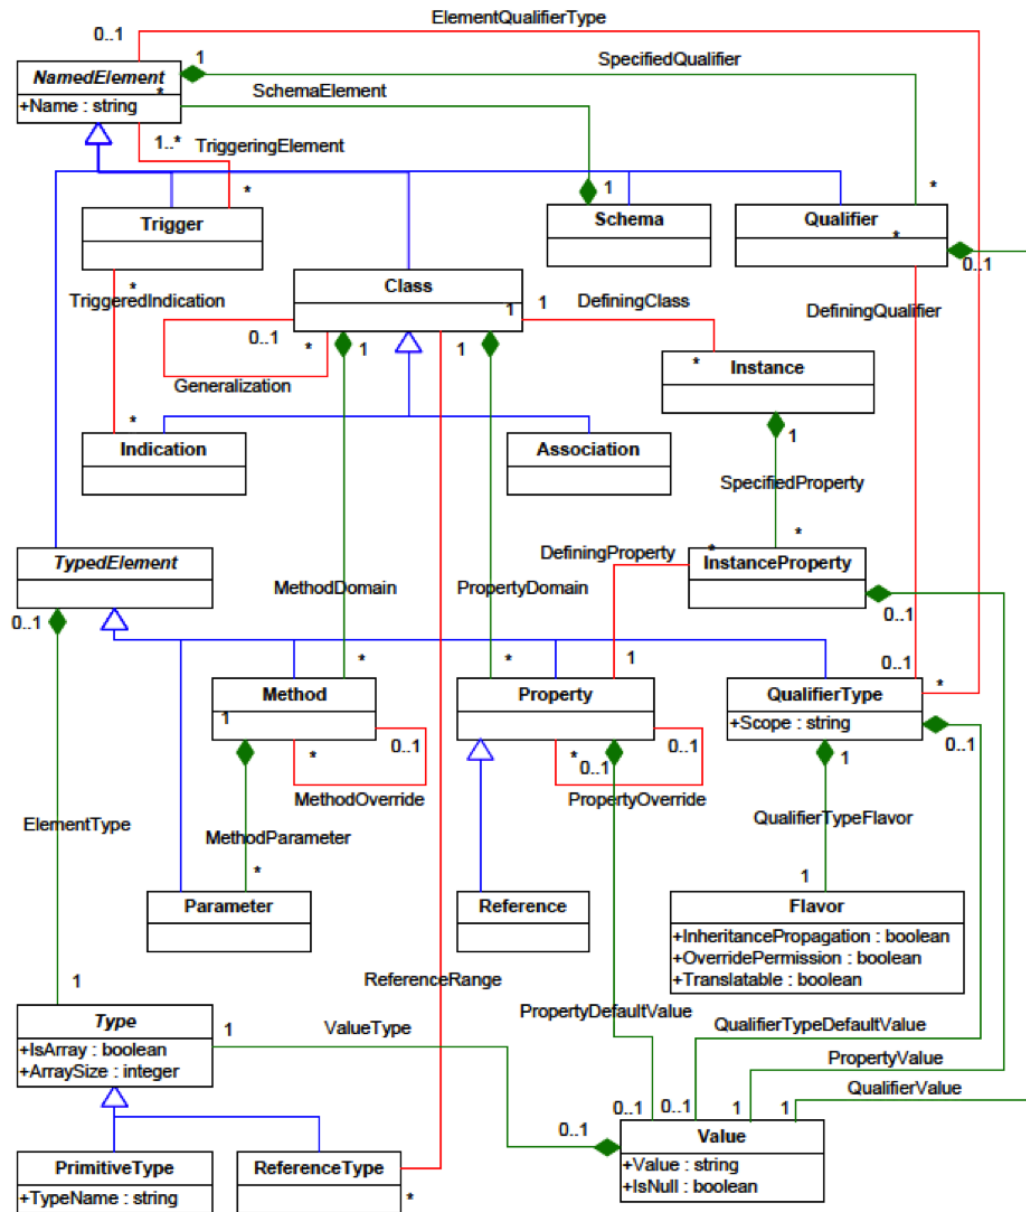 ElementQualifierType
0..1
1
SpecifiedQualifier
NamedElement
*
SchemaElement
+Name : string
1..*
TriggeringElement
*
1
*
Trigger
Schema
Qualifier
*
0..1
*
TriggeredIndication
Class
1
1
DefiningClass
DefiningQualifier
0..1
*
1
1
*
Instance
Generalization
*
1
Indication
Association
SpecifiedProperty
*
TypedElement
DefiningProperty
*
InstanceProperty
MethodDomain
PropertyDomain
0..1
0..1
*
*
1
0..1
*
Method
Property
QualifierType
1
+Scope : string
*
0..1
*
0..1
0..1
1
0..1
MethodOverride
PropertyOverride
ElementType
MethodParameter
QualifierTypeFlavor
*
1
Parameter
Reference
Flavor
+InheritancePropagation : boolean
+OverridePermission : boolean
+Translatable : boolean
1
ReferenceRange
PropertyDefaultValue
Type
1
ValueType
QualifierTypeDefaultValue
+IsArray : boolean
PropertyValue
+ArraySize : integer
QualifierValue
0..1
0..1
0..1
1
1
Value
PrimitiveType
ReferenceType
+Value : string
+TypeName : string
*
+IsNull : boolean